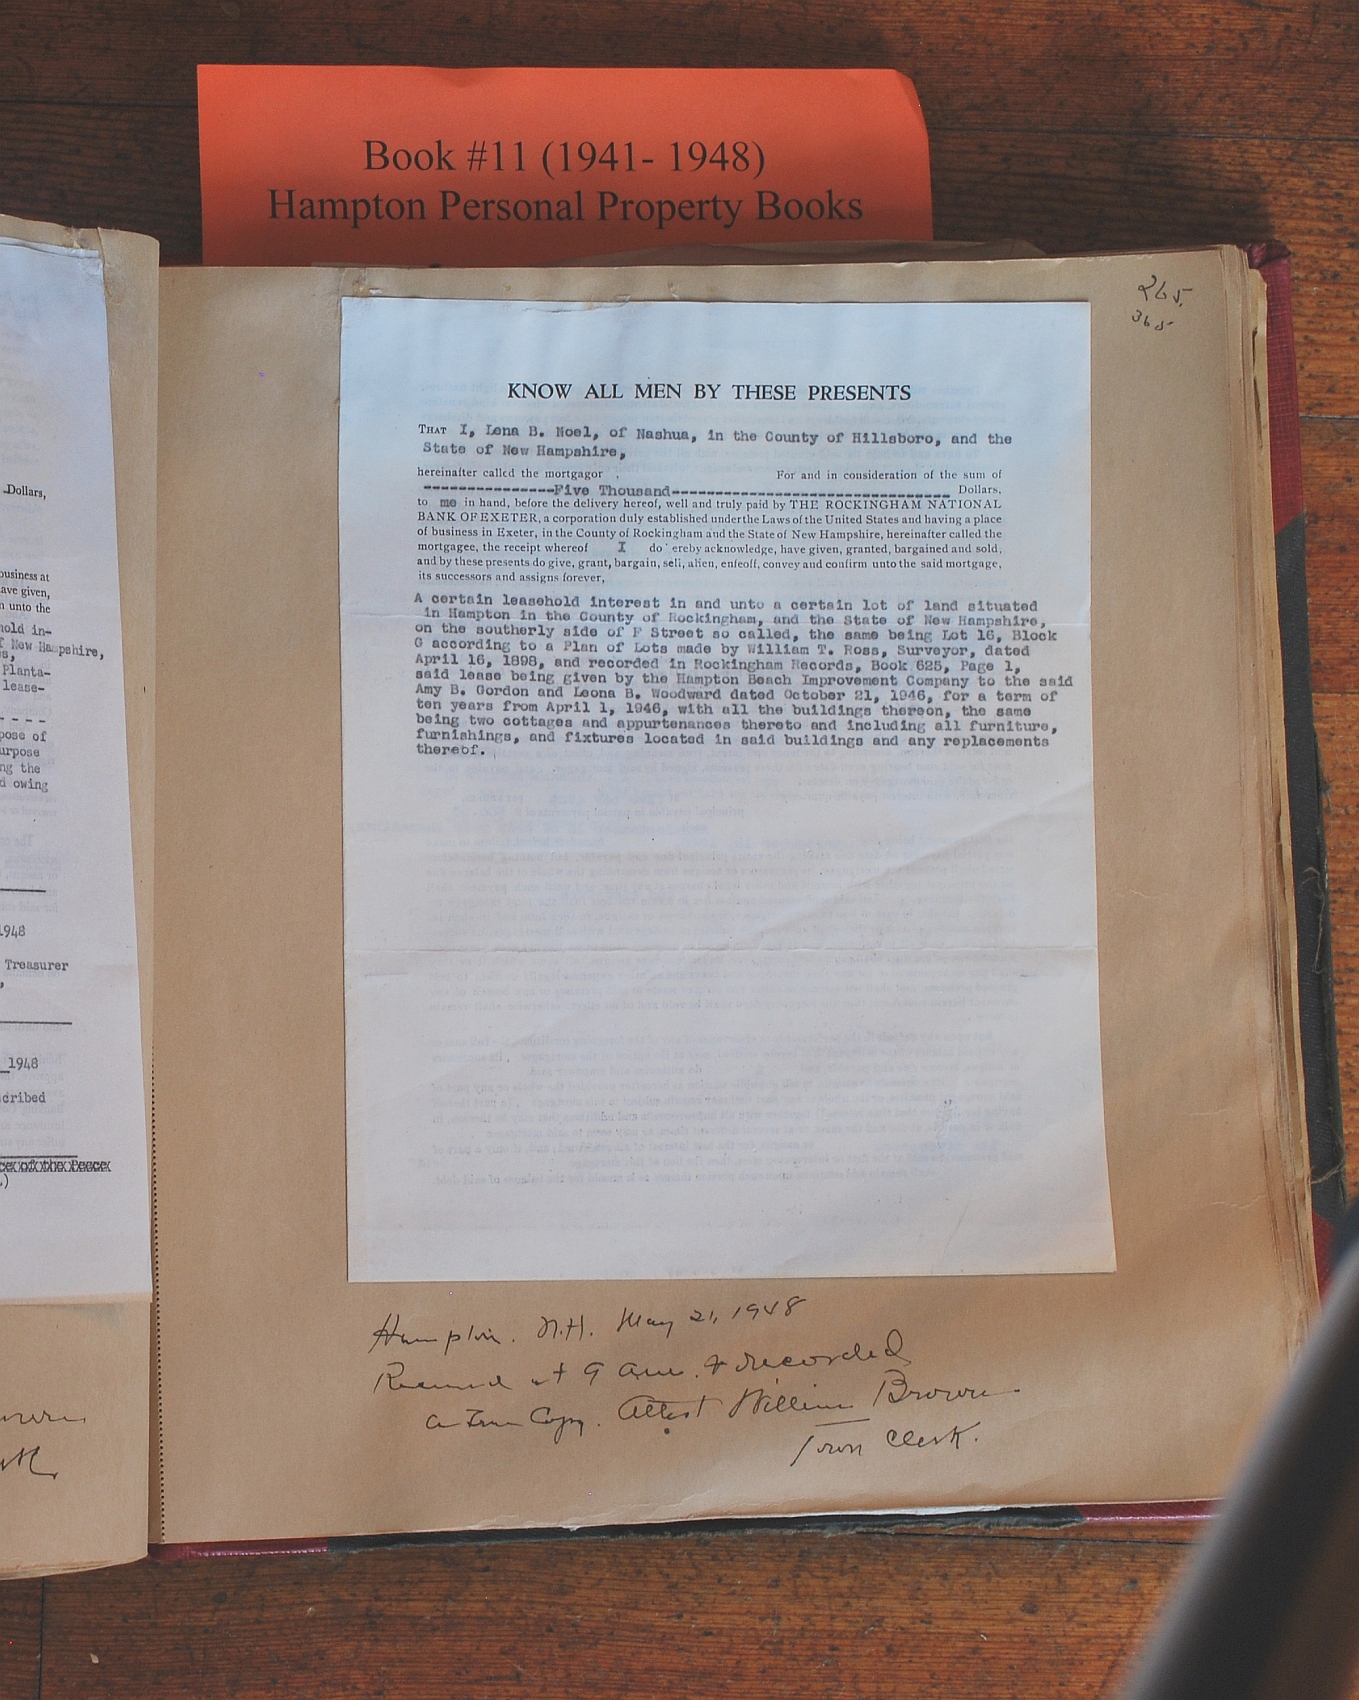 Book #11 (1941- 1948)
Hampton Personal Property Books
265.
365
KNOW ALL MEN BY THESE PRESENTS
THAT I, Lena B. Noel, of Nashua, in the County of Hillsboro, and the
State of New Hampshire,
hereinafter called the mortgagor , For and in consideration of the sum of
---------------Five Thousand-------------------------------- Dollars,
to me in hand, before the delivery hereof, well and truly paid by THE ROCKINGHAM NATIONAL
BANK OF EXETER, a corporation duly established under the Laws of the United States and having a place
of business in Exeter, in the County of Rockingham and the State of New Hampshire, hereinafter called the
mortgagee, the receipt whereof I do ereby acknowledge, have given, granted, bargained and sold,
and by these presents do give, grant, bargain, sell, alien, enfeoff, convey and confirm unto the said mortgage,
its successors and assigns forever,
A certain leasehold interest in and unto a certain lot of land situated
in Hampton in the County of Rockingham, and the State of New Hampshire,
on the southerly side of F Street so called, the same being Lot 16, Block
G according to a Plan of Lots made by William T. Ross, Surveyor, dated
April 16, 1898, and recorded in Rockingham Records, Book 625, Page 1,
said lease being given by the Hampton Beach Improvement Company to the said
Amy B. Gordon and Leona B. Woodward dated October 21, 1946, for a term of
ten years from April 1, 1946, with all the buildings thereon, the same
being two cottages and appurtenances thereto and including all furniture,
furnishings, and fixtures located in said buildings and any replacements
thereof.
Hampton. N.H. May 21, 1948
Received at 9 am. & recorded
a True Copy. Attest William Brown
Town Clerk.
Dollars,
business at
have given,
unto the
hold in-
New Hampshire,
Planta-
lease-
- - - -
pose of
urpose
ng the
d owing
1948
Treasurer
1948
cribed